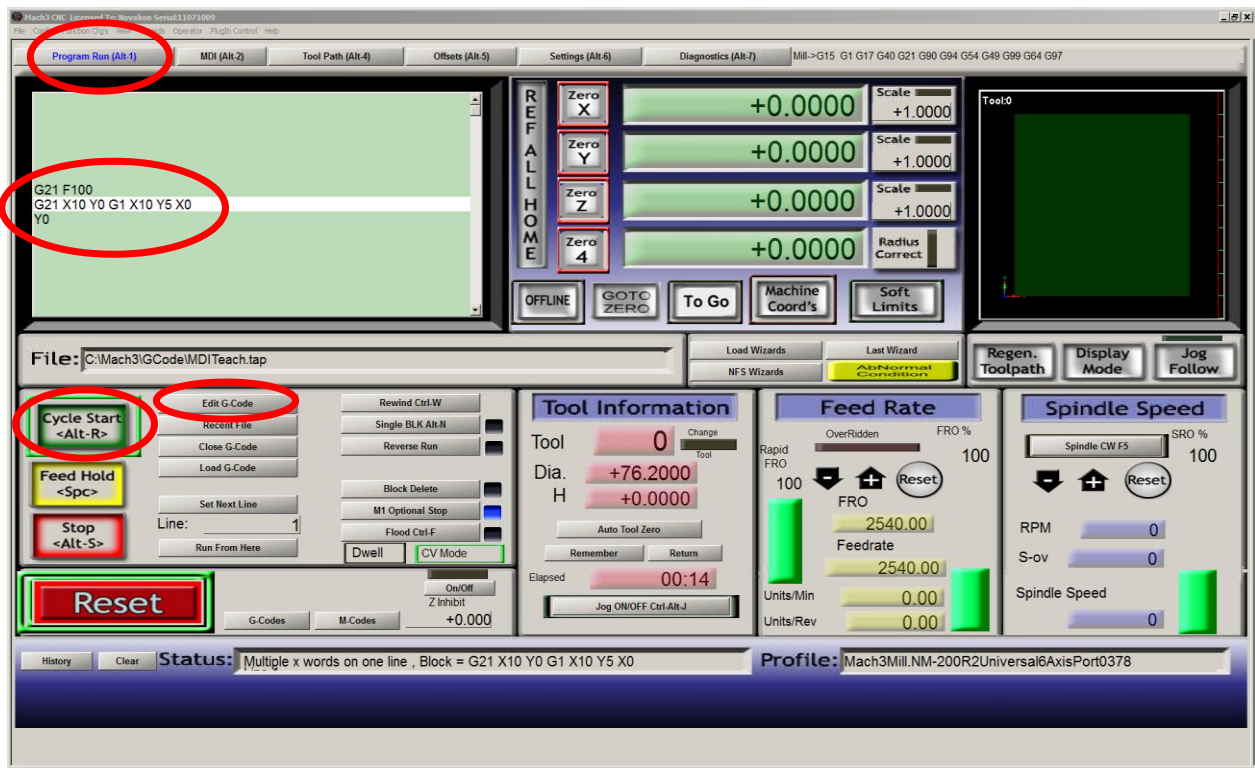 Mach3 CNC Licensed To: Novakon Serial:11071009
File Function Cfg's View Operator PlugIn Control Help
Program Run (Alt-1) MDI (Alt-2) Tool Path (Alt-4) Offsets (Alt-5) Settings (Alt-6) Diagnostics (Alt-7) Mill->G15 G1 G17 G40 G21 G90 G94 G54 G49 G99 G64 G97
G21 F100
G21 X10 Y0 G1 X10 Y5 X0
Y0
REF ALL HOME
Zero X +0.0000 Scale +1.0000
Zero Y +0.0000 Scale +1.0000
Zero Z +0.0000 Scale +1.0000
Zero 4 +0.0000 Radius Correct
OFFLINE GOTO ZERO To Go Machine Coord's Soft Limits
Tool:0
File: C:\Mach3\GCode\MDITeach.tap
Load Wizards Last Wizard
NFS Wizards AbNormal Condition
Regen. Toolpath Display Mode Jog Follow
Cycle Start <Alt-R>
Feed Hold <Spc>
Stop <Alt-S>
Edit G-Code
Recent File
Close G-Code
Load G-Code
Set Next Line
Line: 1
Run From Here
Rewind Ctrl-W
Single BLK Alt-N
Reverse Run
Block Delete
M1 Optional Stop
Flood Ctrl-F
Dwell CV Mode
Reset
G-Codes M-Codes
On/Off
Z Inhibit
+0.000
Tool Information
Tool 0 Change Tool
Dia. +76.2000
H +0.0000
Auto Tool Zero
Remember Return
Elapsed 00:14
Jog ON/OFF Ctrl-Alt-J
Feed Rate
OverRidden FRO %
100
Rapid FRO
100
Reset
FRO
2540.00
Feedrate
2540.00
Units/Min 0.00
Units/Rev 0.00
Spindle Speed
Spindle CW F5 SRO %
100
Reset
RPM 0
S-ov 0
Spindle Speed
0
History Clear Status: Multiple x words on one line , Block = G21 X10 Y0 G1 X10 Y5 X0
Profile: Mach3Mill.NM-200R2Universal6AxisPort0378